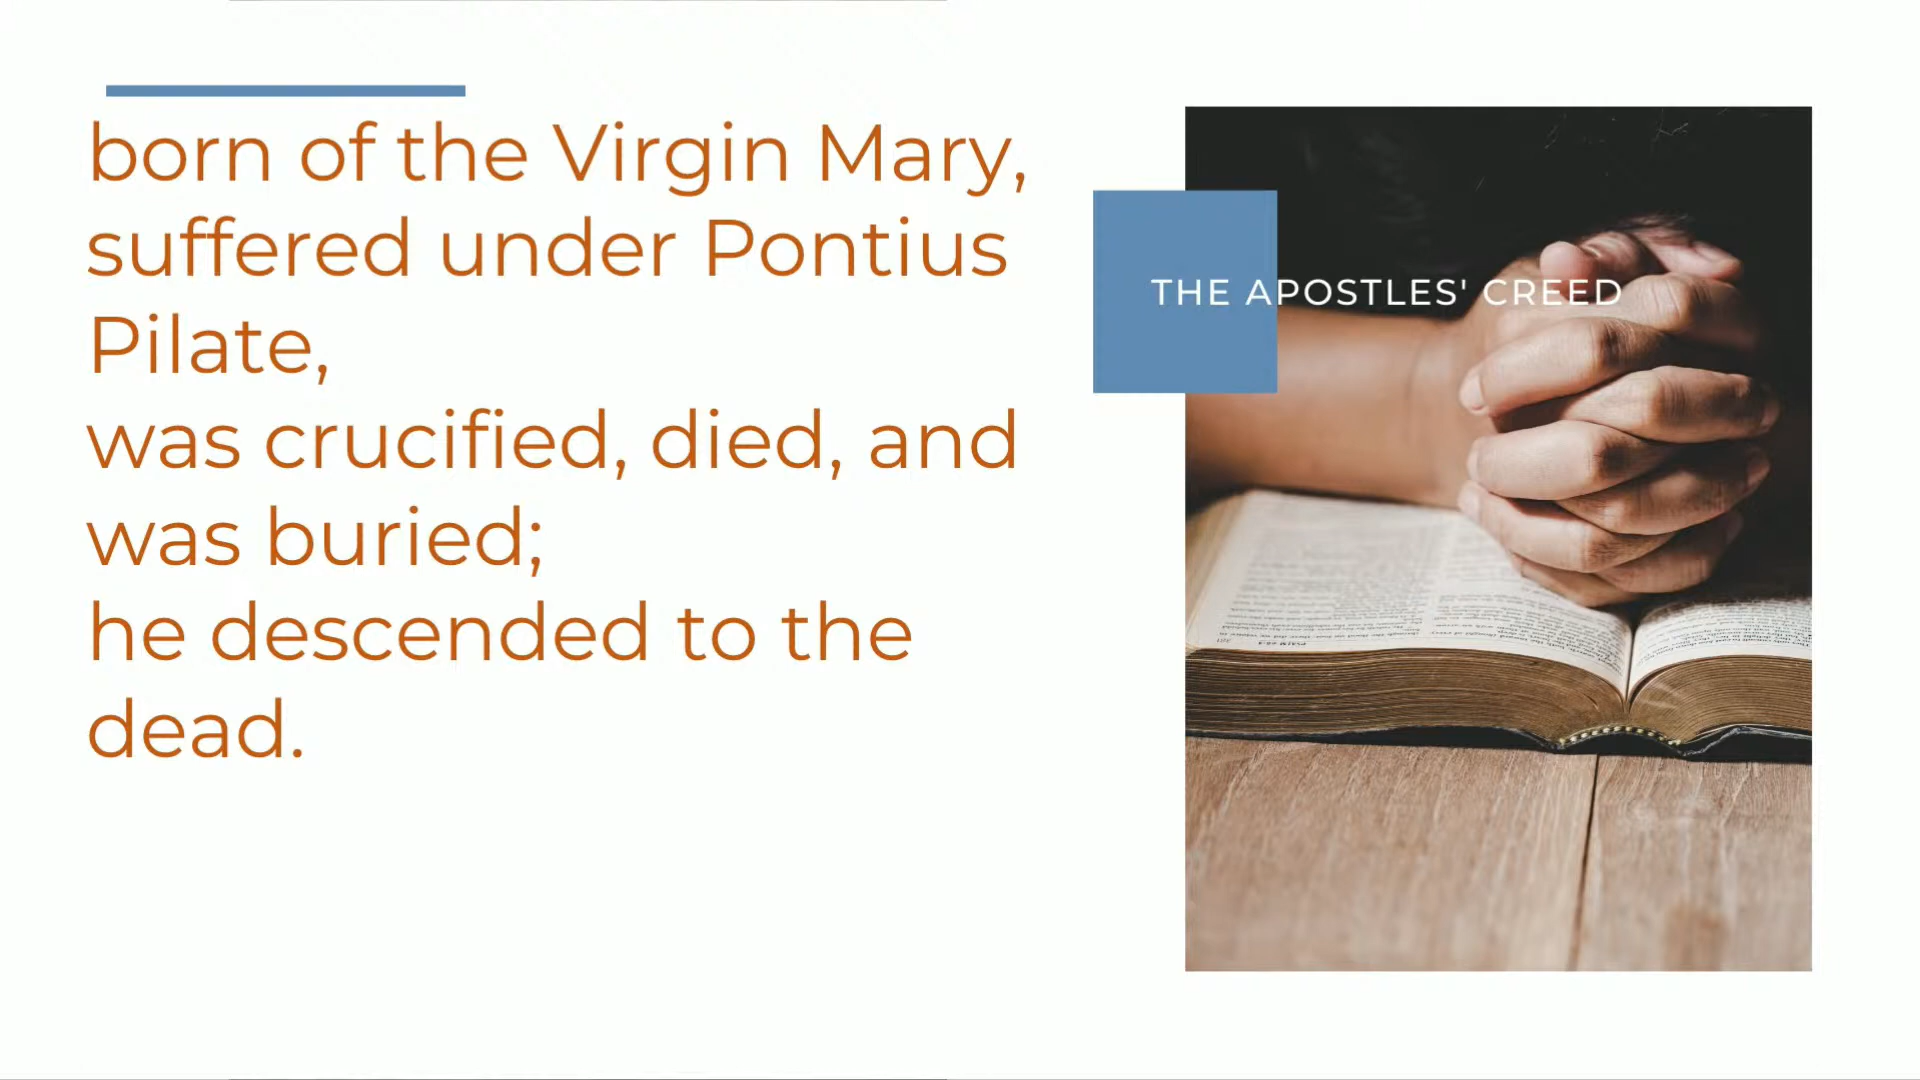 born of the Virgin Mary,
suffered under Pontius
Pilate,
was crucified, died, and
was buried;
he descended to the
dead.
THE APOSTLES' CREED